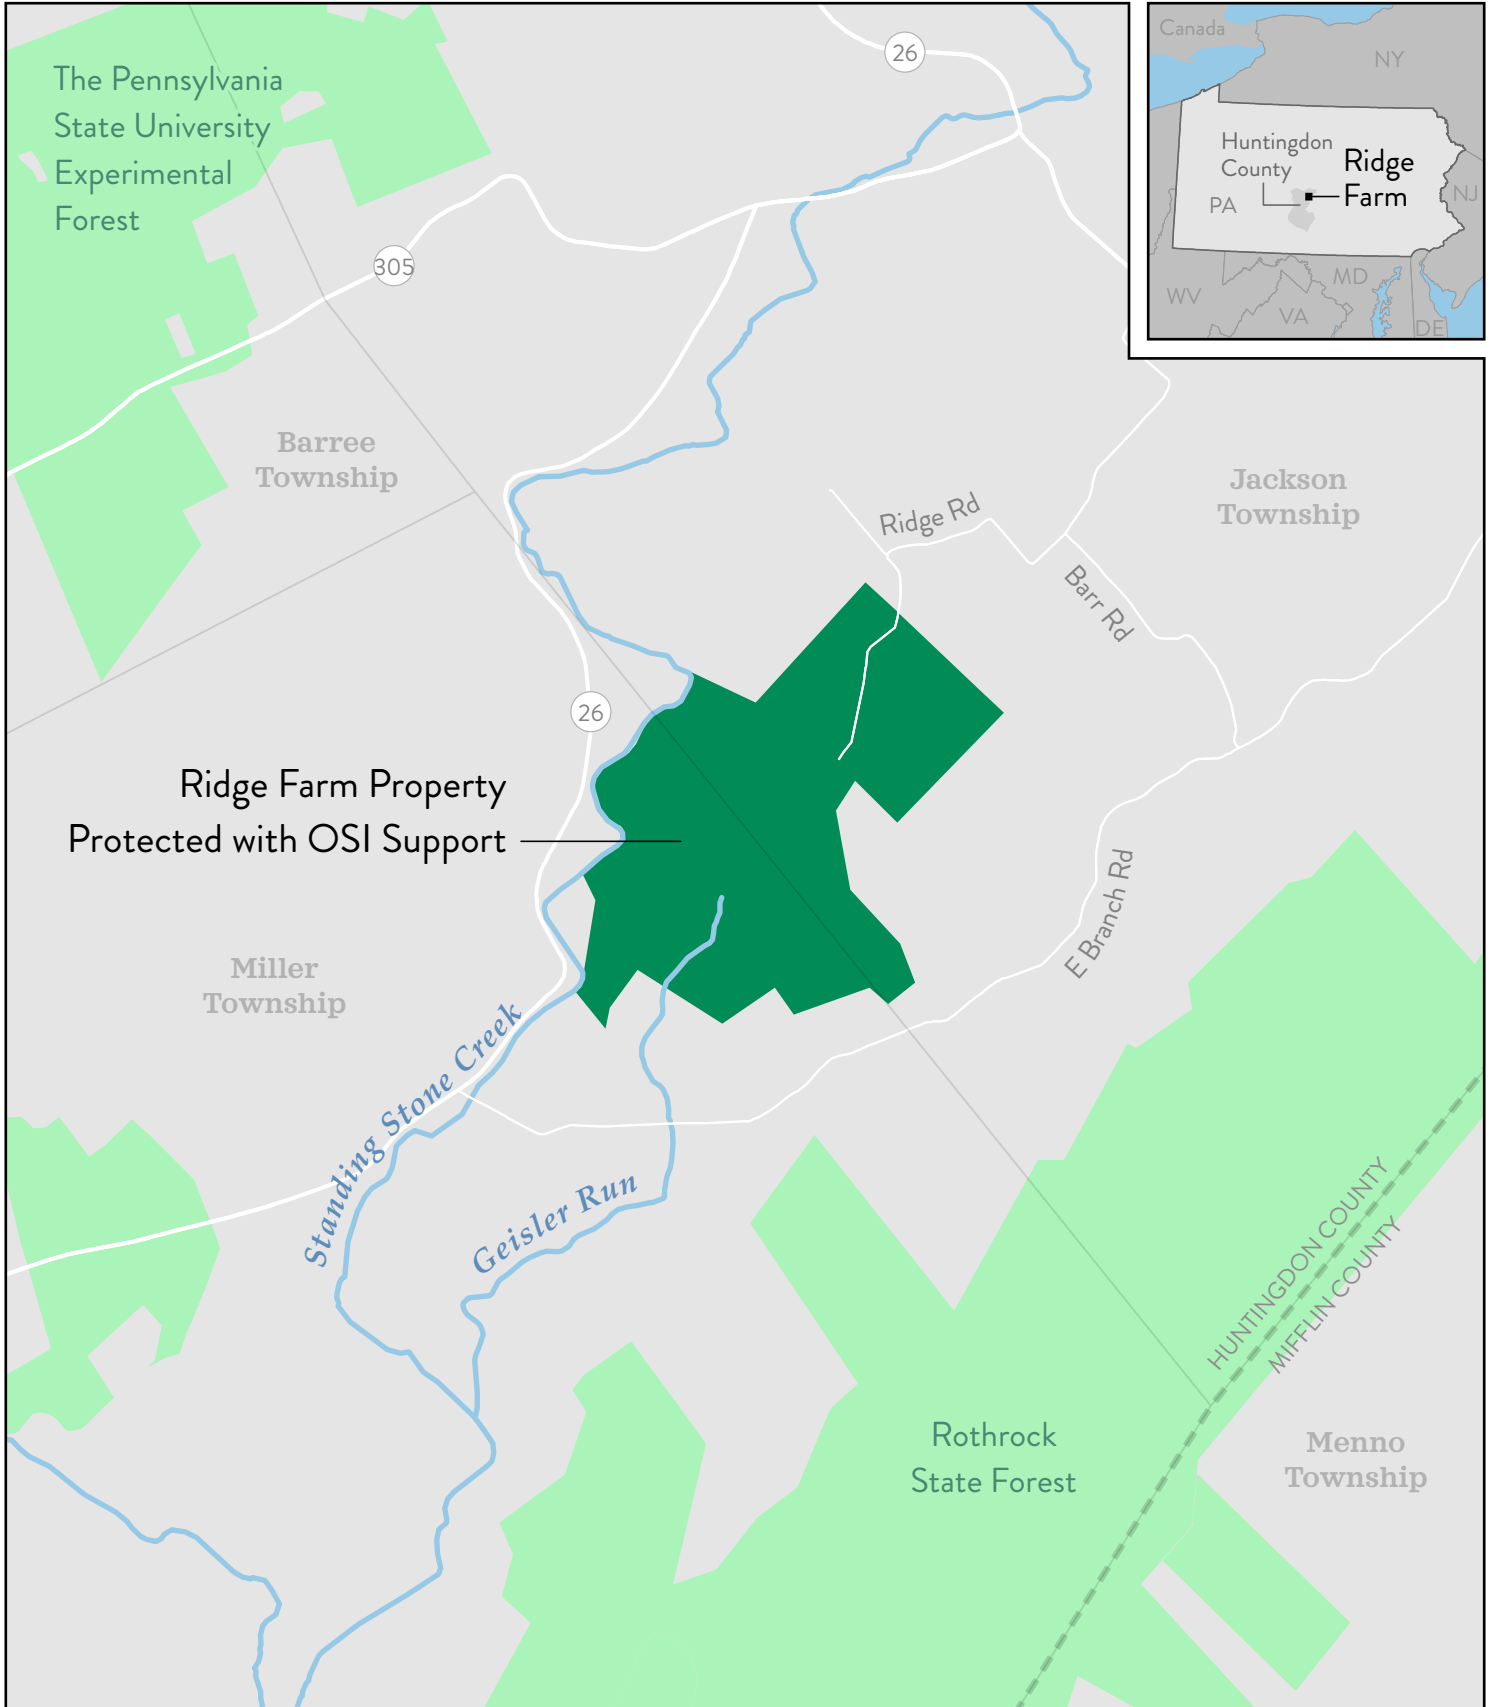 The Pennsylvania
State University
Experimental
Forest
26
305
Canada
NY
Huntingdon
County
Ridge
Farm
PA
NJ
MD
WV
VA
DE
Barree
Township
Jackson
Township
Ridge Rd
Barr Rd
26
Ridge Farm Property
Protected with OSI Support
E Branch Rd
Miller
Township
Standing Stone Creek
Geisler Run
HUNTINGDON COUNTY
MIFFLIN COUNTY
Rothrock
State Forest
Menno
Township